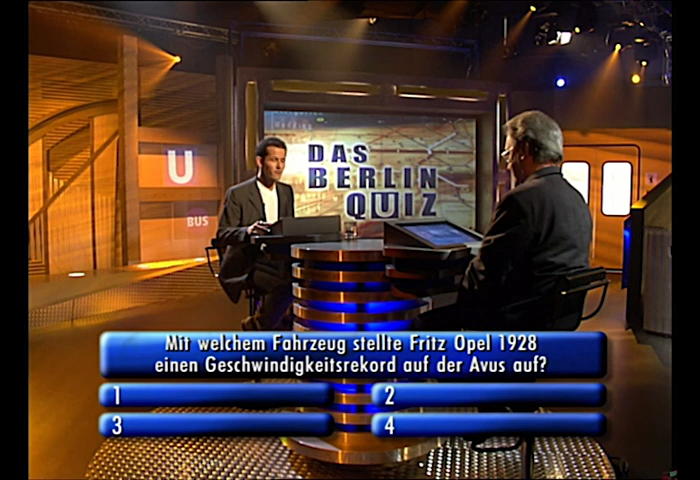 U
BUS
DAS
BERLIN
QUIZ
Mit welchem Fahrzeug stellte Fritz Opel 1928
einen Geschwindigkeitsrekord auf der Avus auf?
1
2
3
4